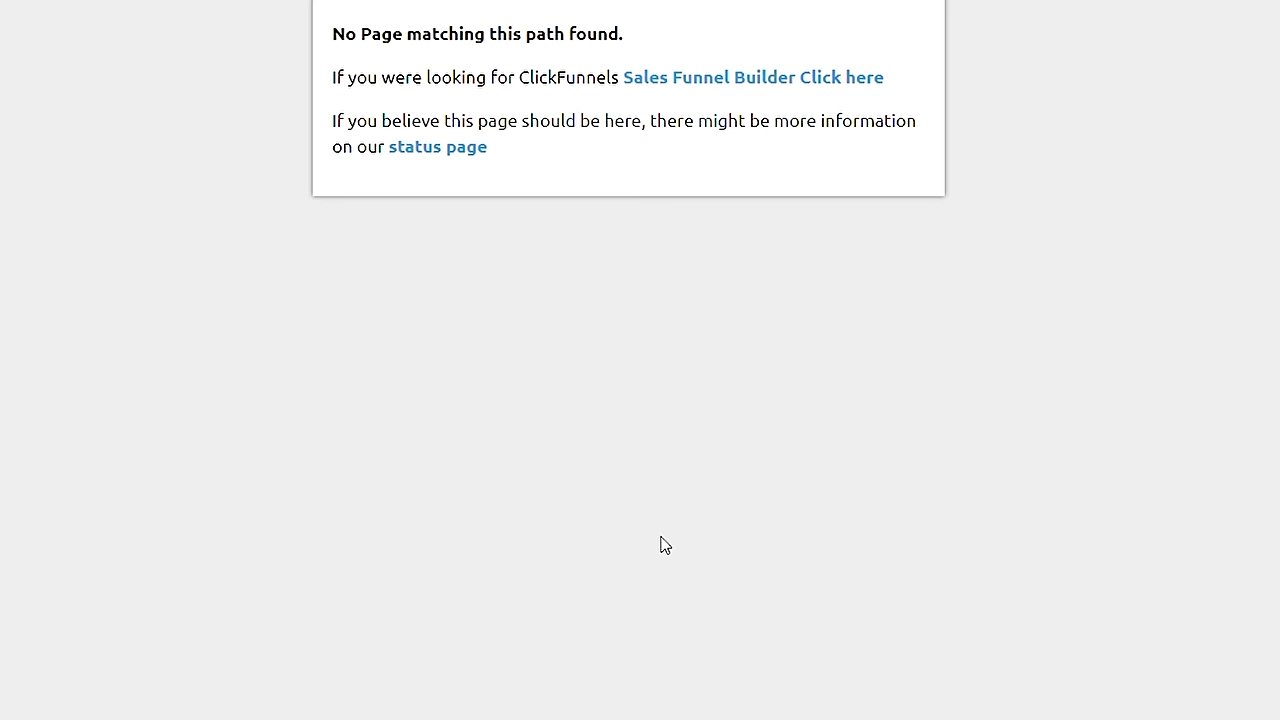 No Page matching this path found.
If you were looking for ClickFunnels Sales Funnel Builder Click here
If you believe this page should be here, there might be more information
on our status page